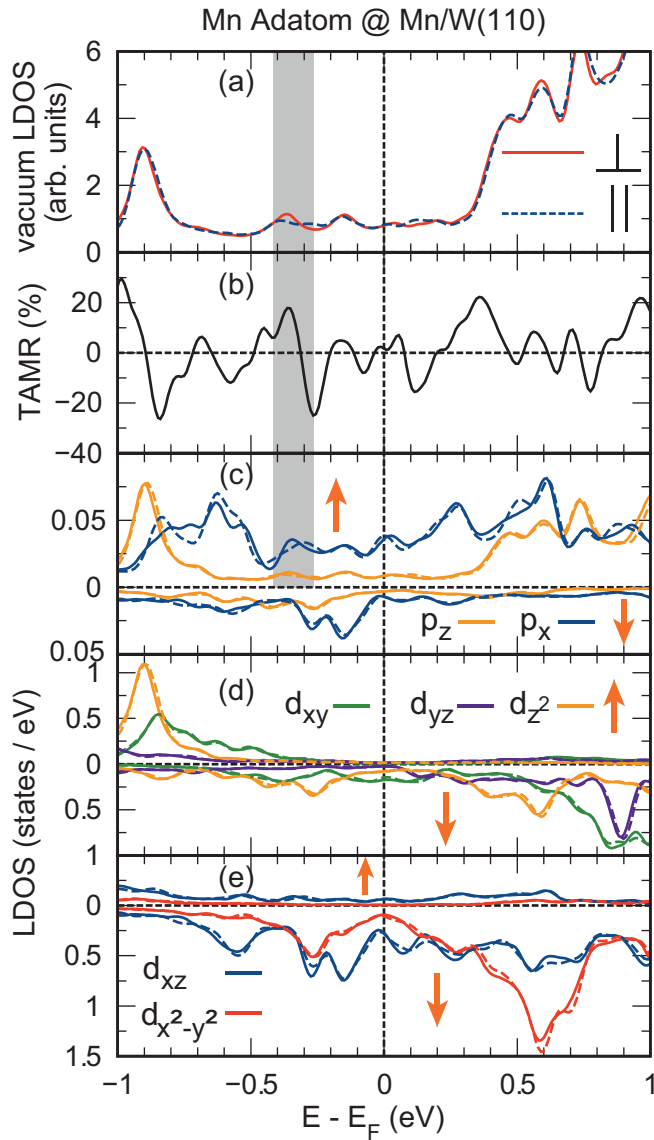 Mn Adatom @ Mn/W(110)
(a)
vacuum LDOS
(arb. units)
6
4
2
0
⊥
||
(b)
TAMR (%)
20
0
−20
−40
(c)
0.05
0
0.05
p_z p_x
LDOS (states / eV)
(d)
d_xy d_yz d_z²
1
0.5
0
0.5
1
(e)
0
0.5
1
1.5
d_xz
d_x²-y²
−1 −0.5 0 0.5 1
E - E_F (eV)